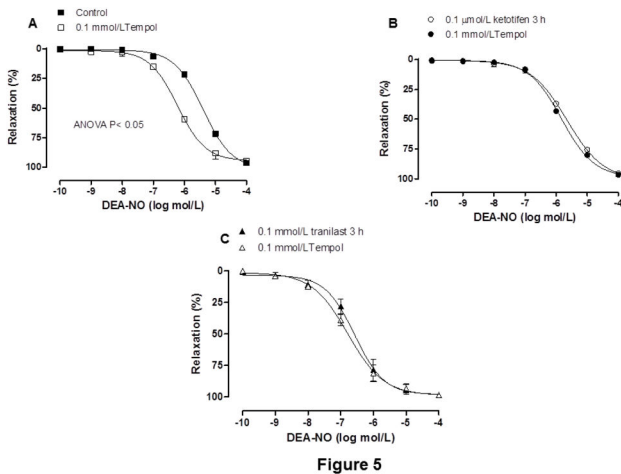 A
Control
0.1 mmol/LTempol
0
25
50
75
100
Relaxation (%)
ANOVA P< 0.05
-10 -9 -8 -7 -6 -5 -4
DEA-NO (log mol/L)
B
0.1 μmol/L ketotifen 3 h
0.1 mmol/LTempol
0
25
50
75
100
Relaxation (%)
-10 -9 -8 -7 -6 -5 -4
DEA-NO (log mol/L)
C
0.1 mmol/L tranilast 3 h
0.1 mmol/LTempol
0
25
50
75
100
Relaxation (%)
-10 -9 -8 -7 -6 -5 -4
DEA-NO (log mol/L)
Figure 5